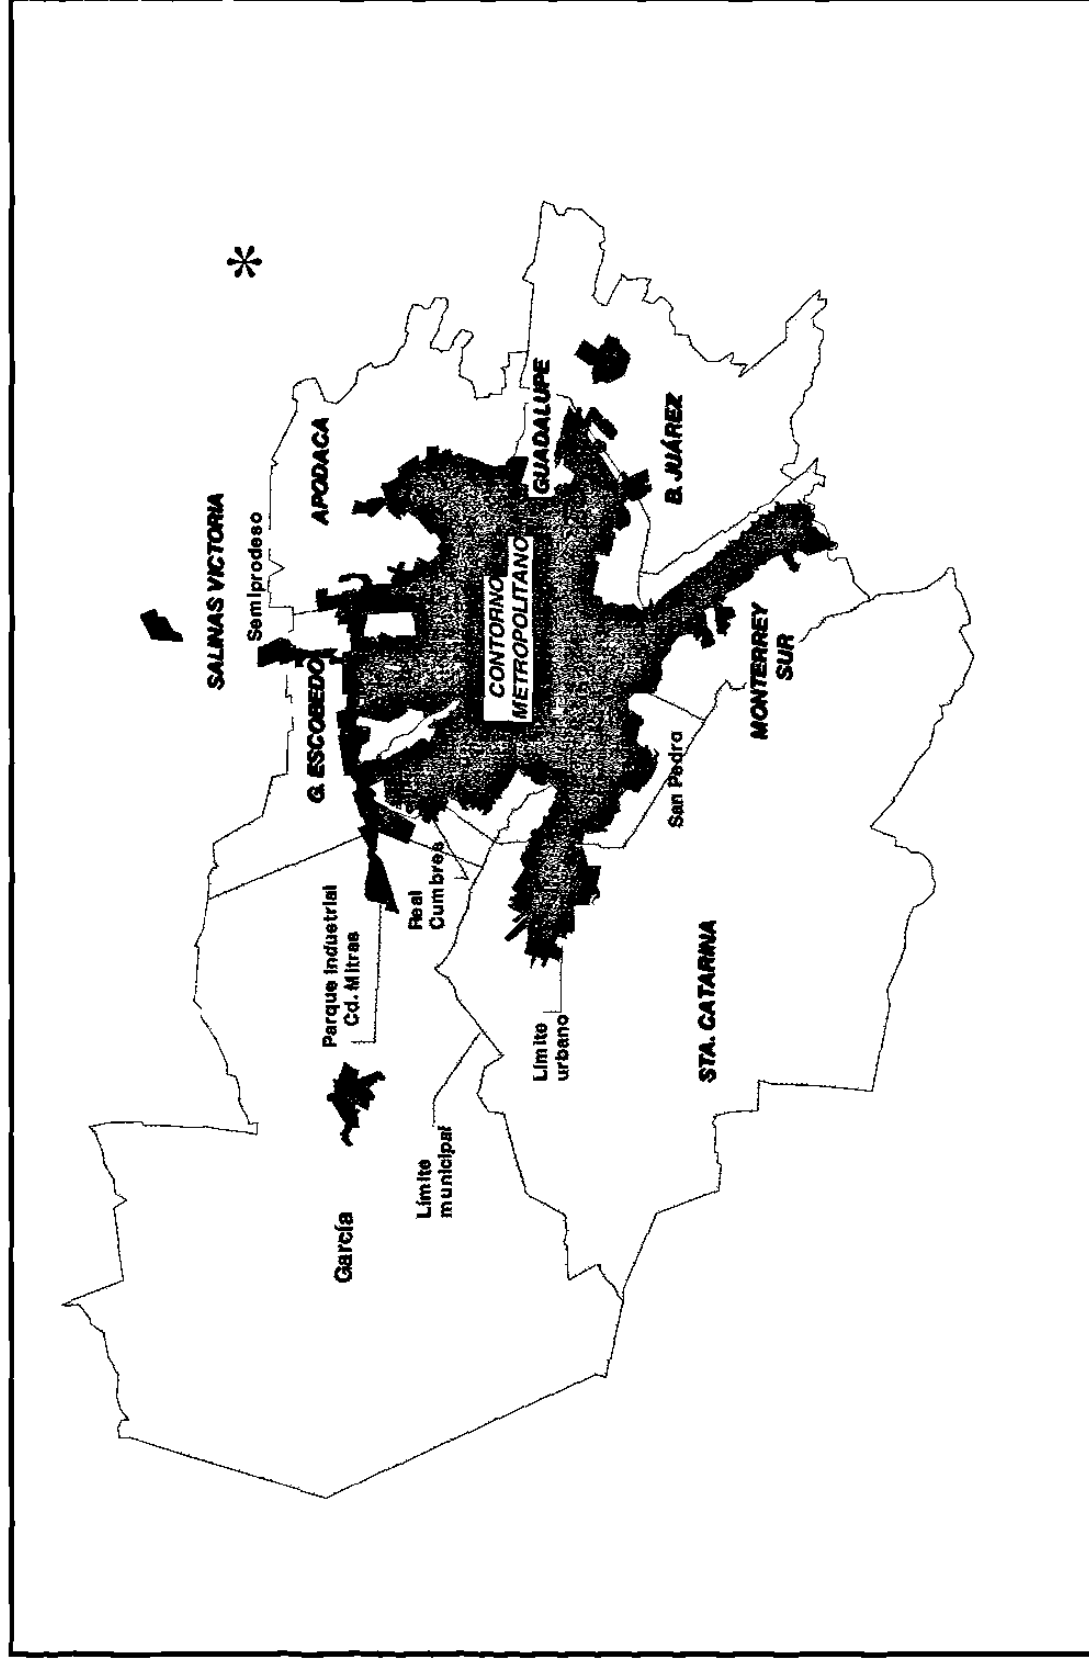 SALINAS VICTORIA
Semiprodeso
*
APODACA
G. ESCOBEDO
Parque Industrial
Cd. Mitras
García
Real
Cumbres
Límite
municipal
CONTORNO
METROPOLITANO
GUADALUPE
Límite
urbano
San Pedro
B. JUÁREZ
STA. CATARINA
MONTERREY
SUR